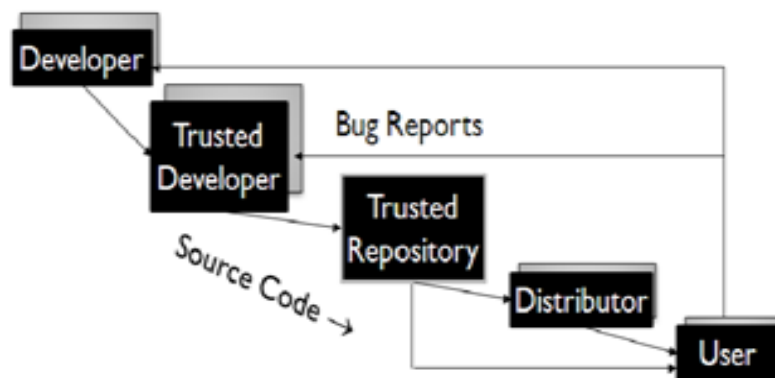 Developer
Trusted
Developer
Bug Reports
Trusted
Repository
Source Code →
Distributor
User